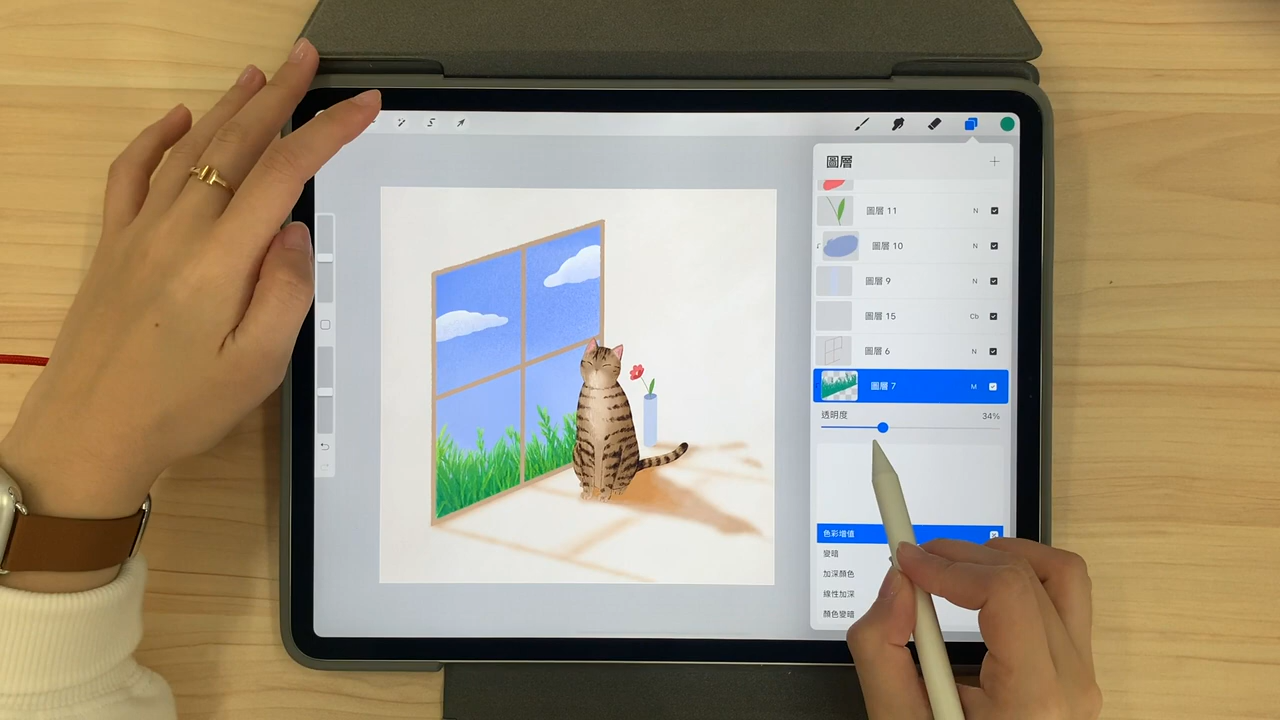 圖層
圖層 11 N
圖層 10 N
圖層 9 N
圖層 15 Cb
圖層 6 N
圖層 7 M
透明度 34%
色彩增值
變暗
加深顏色
線性加深
顏色變暗